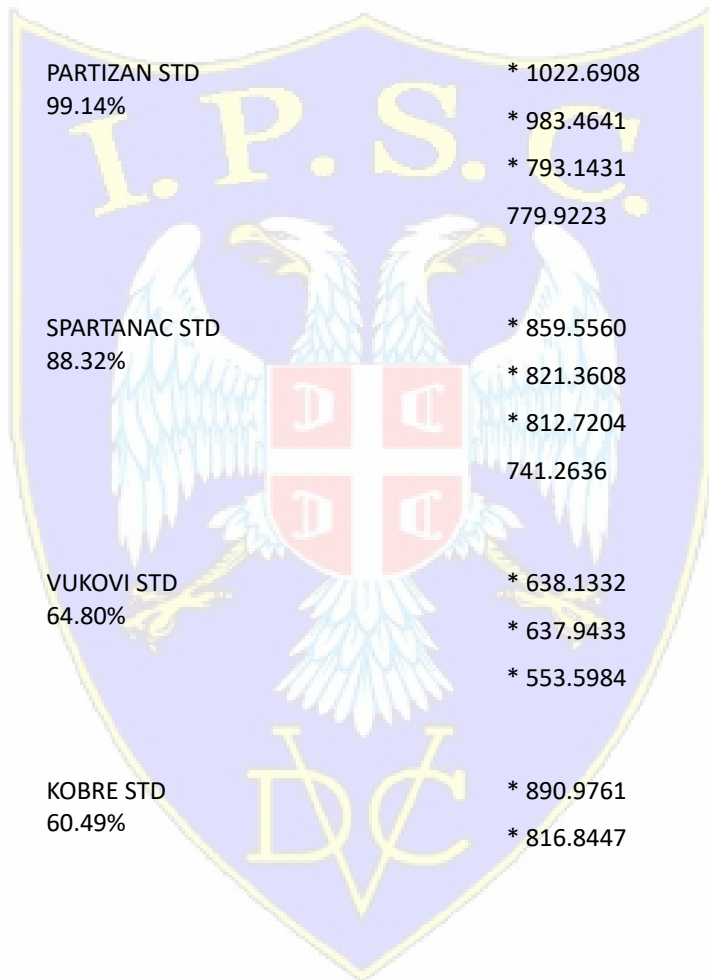 PARTIZAN STD
99.14%
* 1022.6908
* 983.4641
* 793.1431
779.9223
SPARTANAC STD
88.32%
* 859.5560
* 821.3608
* 812.7204
741.2636
VUKOVI STD
64.80%
* 638.1332
* 637.9433
* 553.5984
KOBRE STD
60.49%
* 890.9761
* 816.8447
I. P. S. C.
DVC